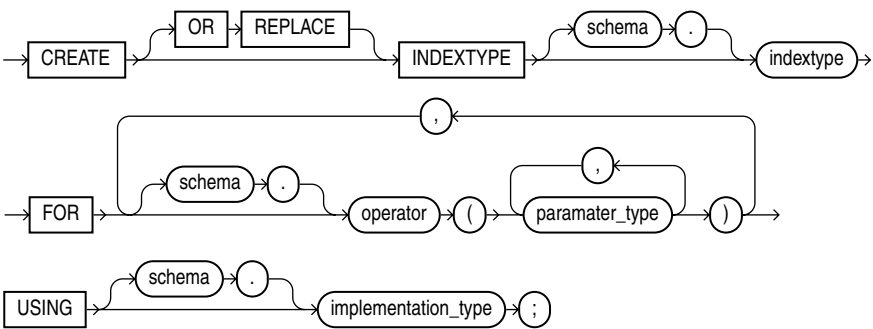 OR REPLACE schema .
CREATE INDEXTYPE indextype
,
schema . ,
FOR operator ( paramater_type )
schema .
USING implementation_type ;